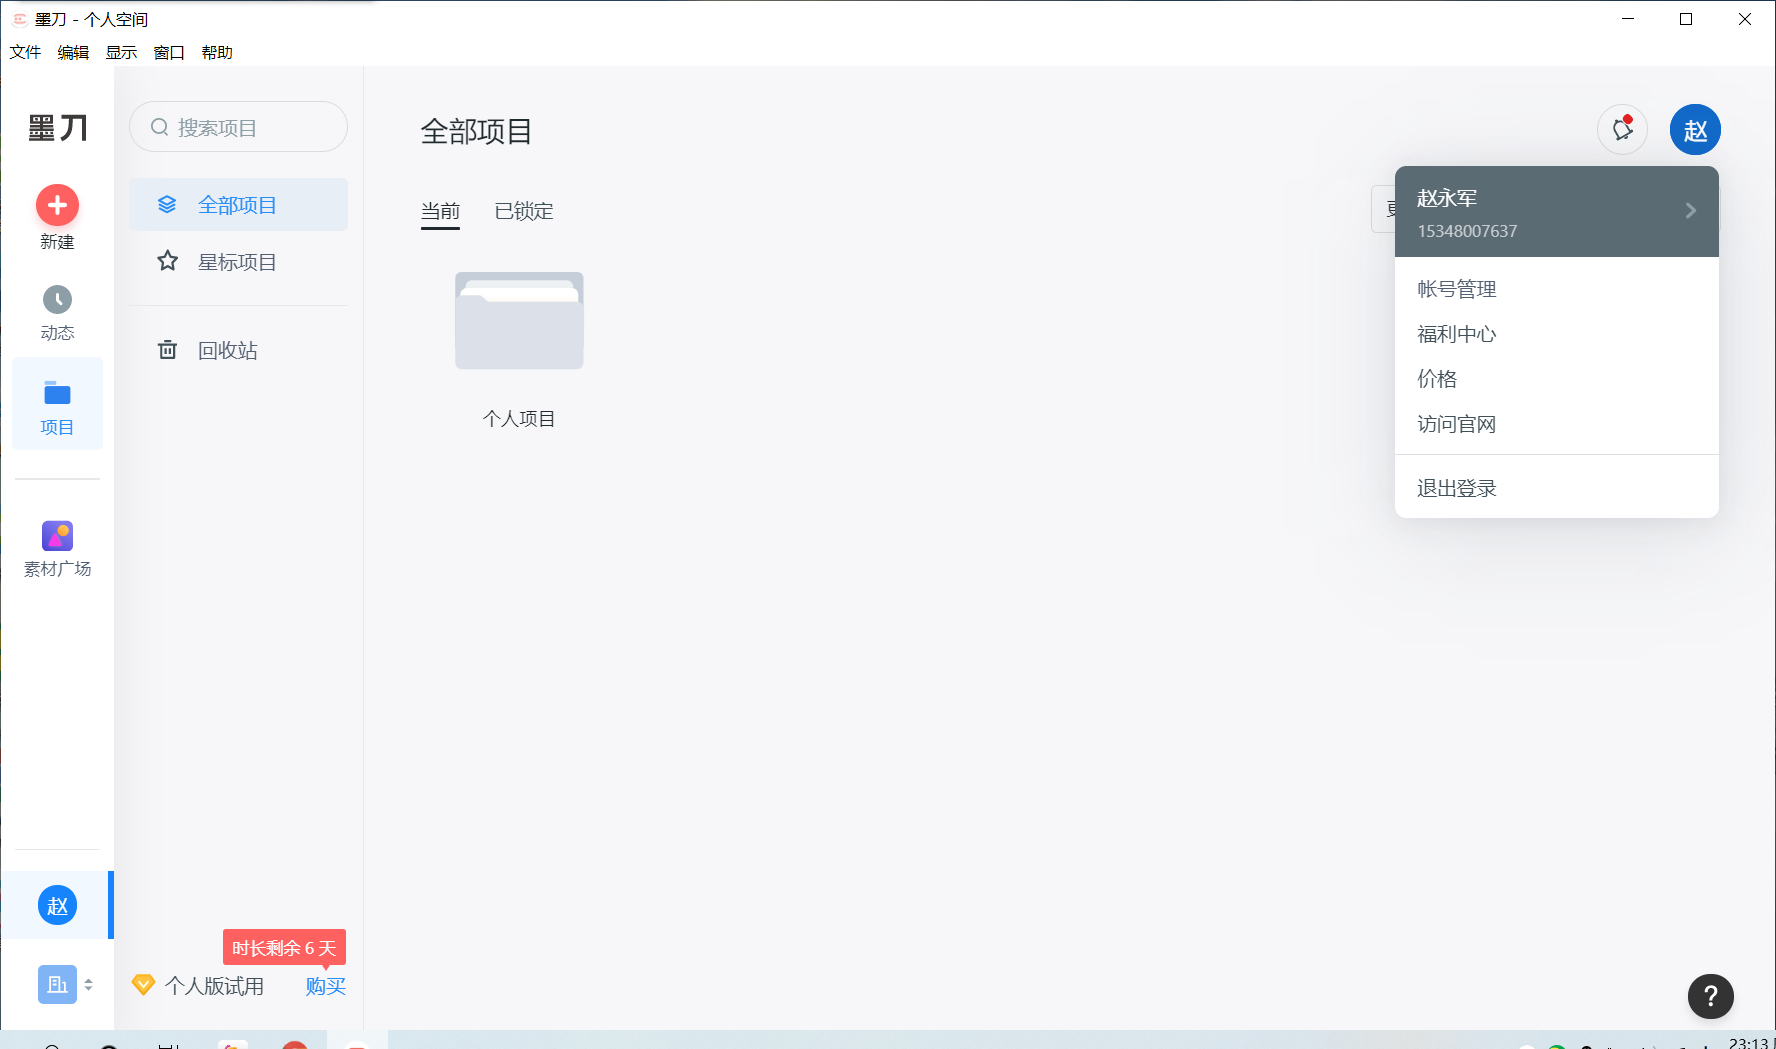 墨刀 - 个人空间
文件 编辑 显示 窗口 帮助
墨刀
新建
动态
项目
素材广场
赵
搜索项目
全部项目
星标项目
回收站
时长剩余 6 天
个人版试用 购买
全部项目
当前 已锁定
个人项目
赵
赵永军
15348007637
帐号管理
福利中心
价格
访问官网
退出登录
?
23:13